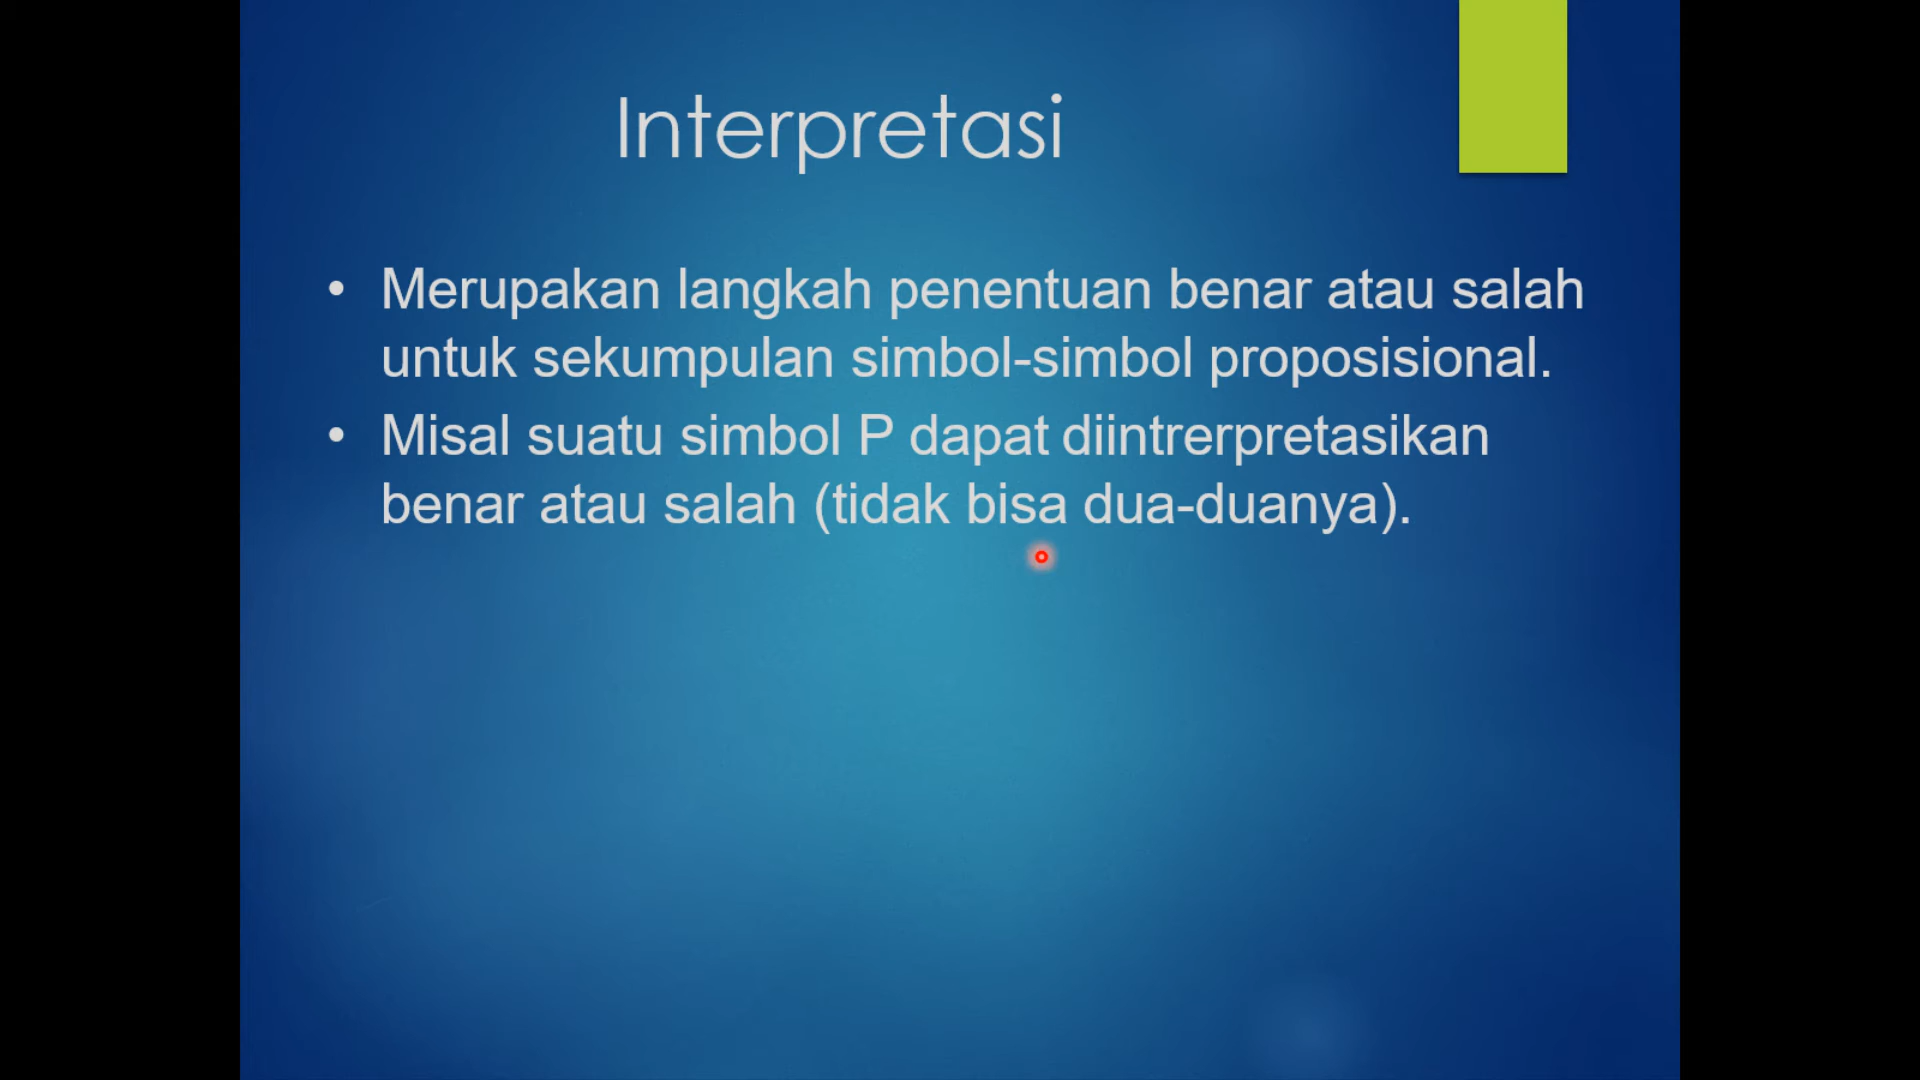 Interpretasi
• Merupakan langkah penentuan benar atau salah
untuk sekumpulan simbol-simbol proposisional.
• Misal suatu simbol P dapat diintrerpretasikan
benar atau salah (tidak bisa dua-duanya).